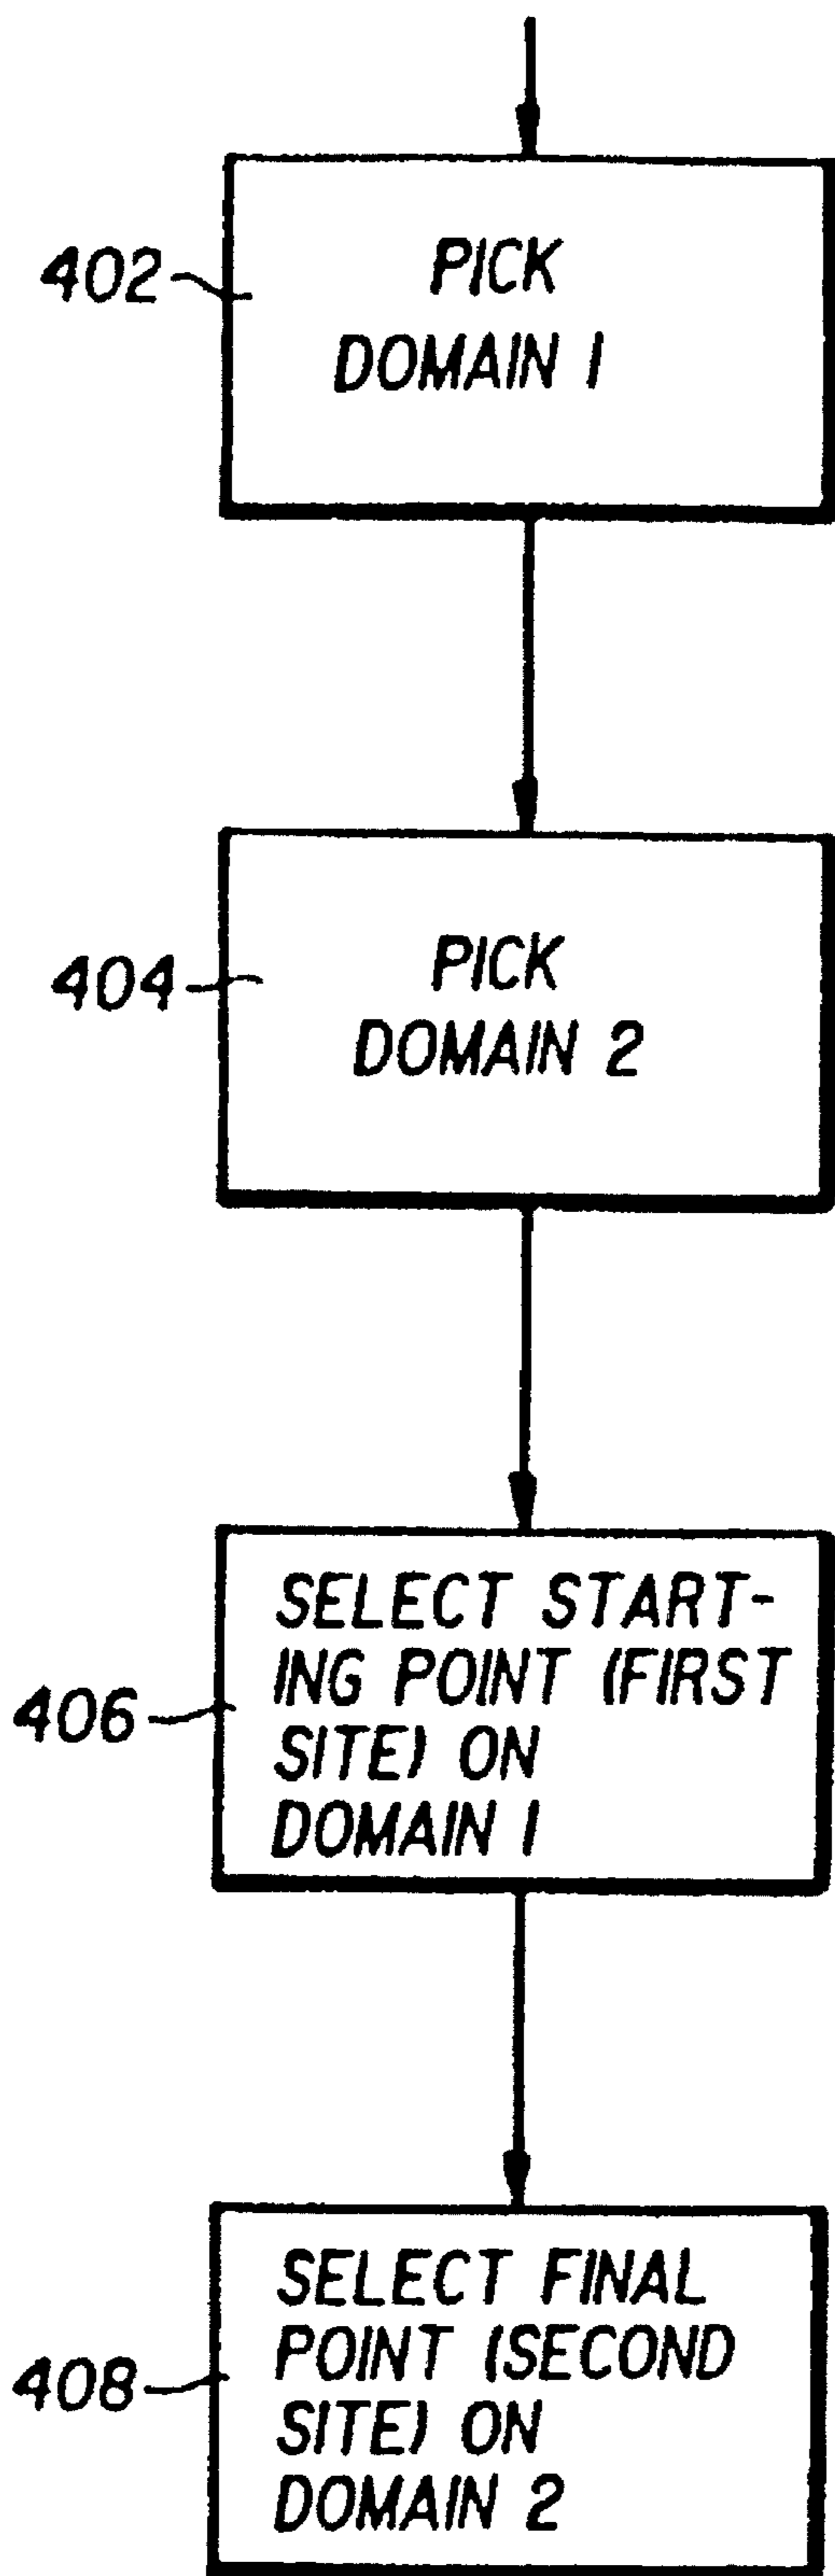 402
PICK
DOMAIN 1
404
PICK
DOMAIN 2
406
SELECT START-
ING POINT (FIRST
SITE) ON
DOMAIN 1
408
SELECT FINAL
POINT (SECOND
SITE) ON
DOMAIN 2